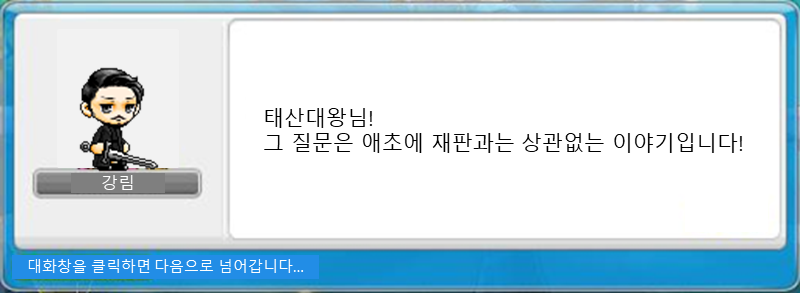 태산대왕님!
그 질문은 애초에 재판과는 상관없는 이야기입니다!
강림
대화창을 클릭하면 다음으로 넘어갑니다...